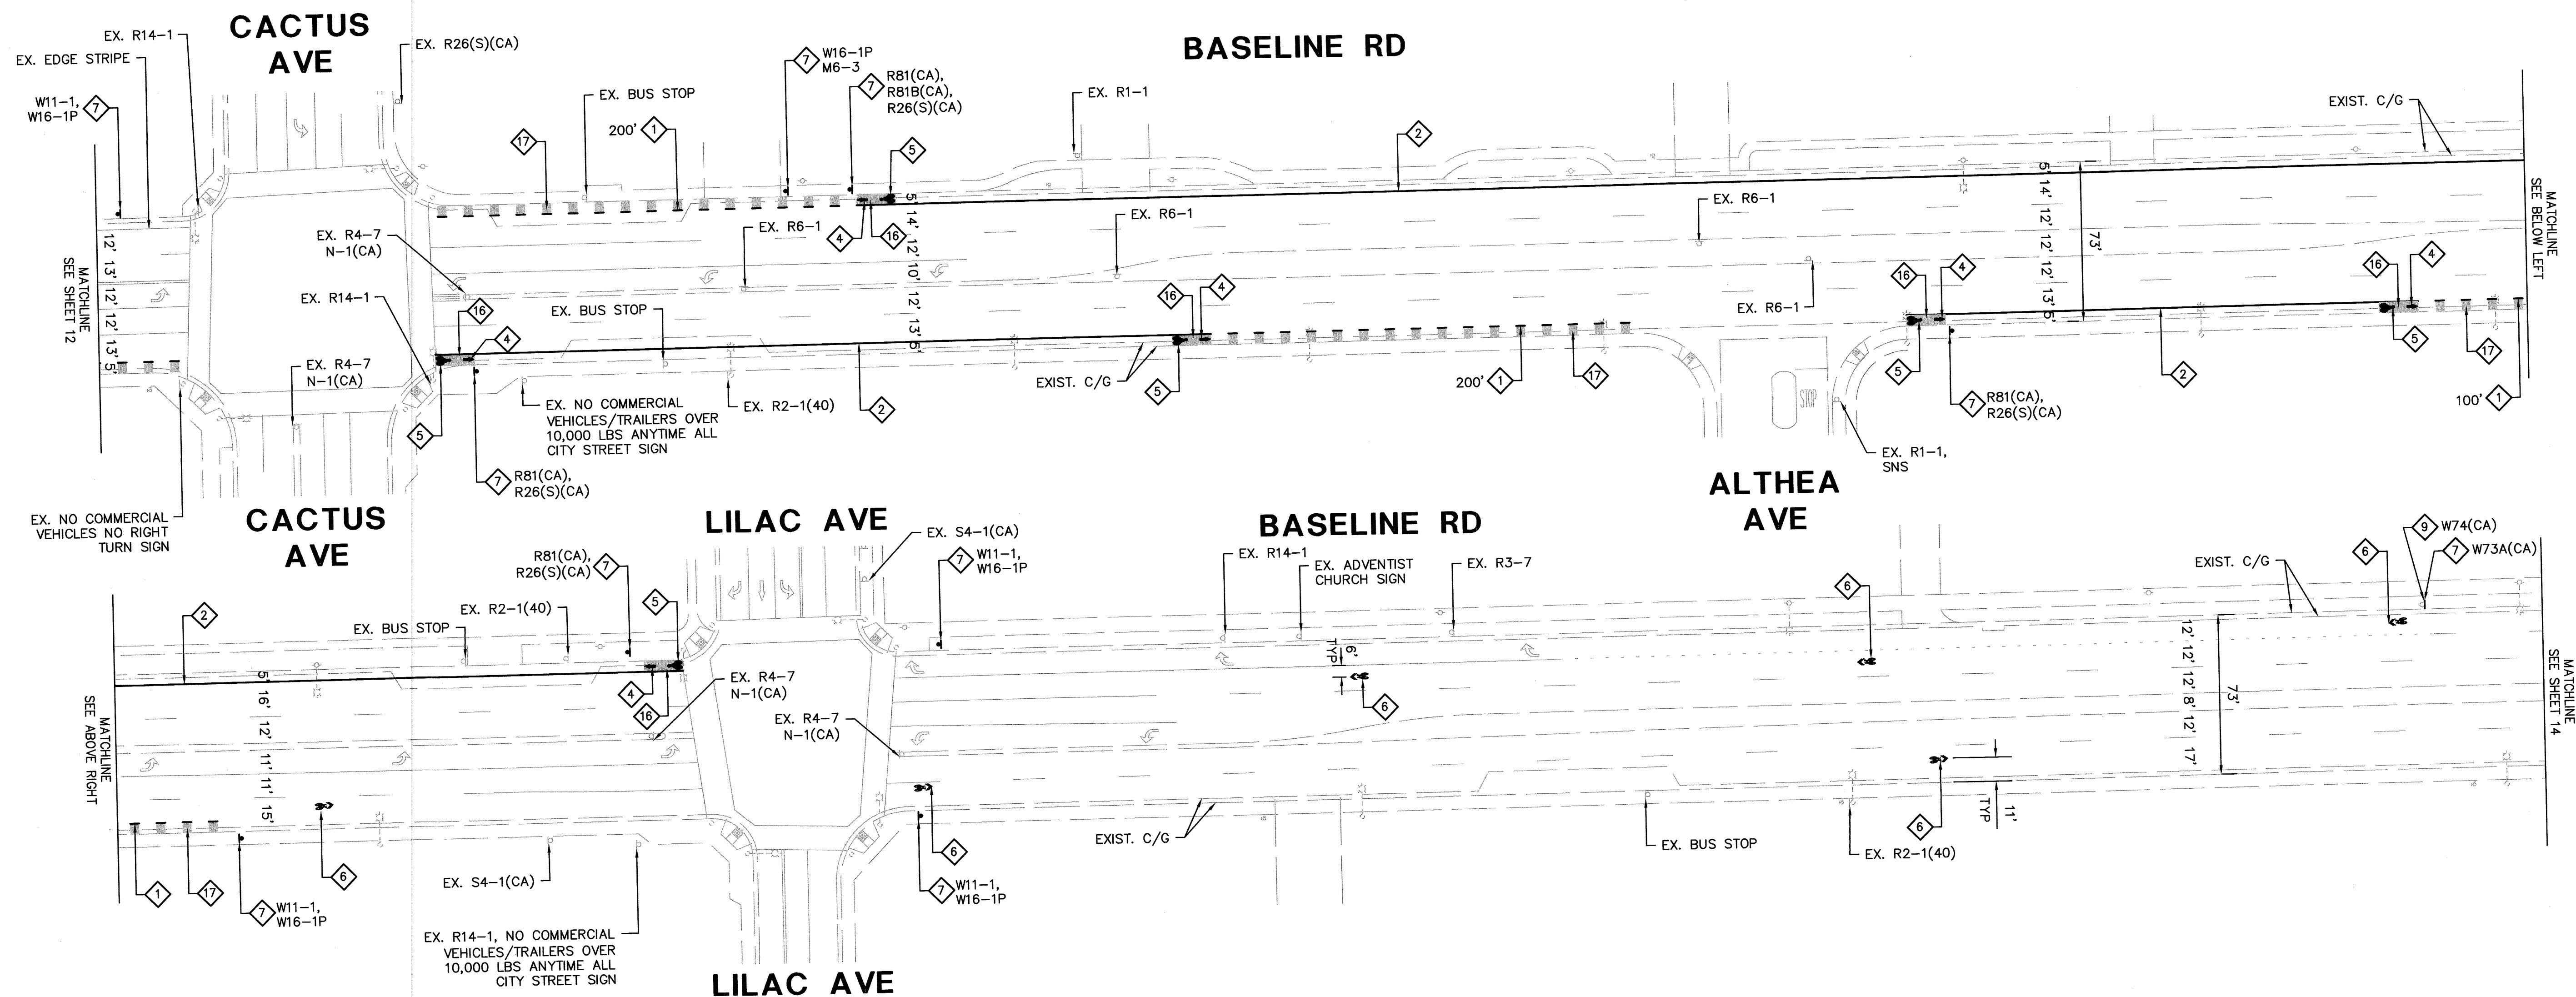 CACTUS
AVE
BASELINE RD
EX. R14-1
EX. EDGE STRIPE
W11-1,
W16-1P
7
EX. R26(S)(CA)
EX. BUS STOP
200'
1
17
7
W16-1P
M6-3
7
R81(CA),
R81B(CA),
R26(S)(CA)
5
EX. R1-1
2
EXIST. C/G
MATCHLINE
SEE BELOW LEFT
MATCHLINE
SEE SHEET 12
12' 13' 12' 12' 13' 5'
EX. R4-7
N-1(CA)
EX. R14-1
EX. R4-7
N-1(CA)
16
4
EX. BUS STOP
EX. R6-1
4
16
5' 14' 12' 10' 12' 13' 5'
EX. R6-1
16
4
EX. R6-1
EX. R6-1
16
4
5' 14' 12' 12' 12' 13' 5'
73'
16
4
5
EX. NO COMMERCIAL
VEHICLES/TRAILERS OVER
10,000 LBS ANYTIME ALL
CITY STREET SIGN
EX. R2-1(40)
2
EXIST. C/G
5
200'
1
17
5
7
R81(CA),
R26(S)(CA)
2
5
17
100'
1
7
R81(CA),
R26(S)(CA)
STOP
EX. R1-1,
SNS
EX. NO COMMERCIAL
VEHICLES NO RIGHT
TURN SIGN
CACTUS
AVE
ALTHEA
AVE
LILAC AVE
BASELINE RD
R81(CA),
R26(S)(CA)
7
EX. R2-1(40)
EX. BUS STOP
2
5
EX. S4-1(CA)
7
W11-1,
W16-1P
EX. R14-1
EX. ADVENTIST
CHURCH SIGN
EX. R3-7
6
EXIST. C/G
6
9
W74(CA)
7
W73A(CA)
MATCHLINE
SEE ABOVE RIGHT
5' 16' 12' 11' 11' 15'
4
16
EX. R4-7
N-1(CA)
EX. R4-7
N-1(CA)
6'
TYP
6
12' 12' 12' 8' 12' 17'
73'
MATCHLINE
SEE SHEET 14
1
17
7
W11-1,
W16-1P
6
EX. S4-1(CA)
EX. R14-1, NO COMMERCIAL
VEHICLES/TRAILERS OVER
10,000 LBS ANYTIME ALL
CITY STREET SIGN
6
7
W11-1,
W16-1P
EXIST. C/G
EX. BUS STOP
6
EX. R2-1(40)
11'
TYP
LILAC AVE